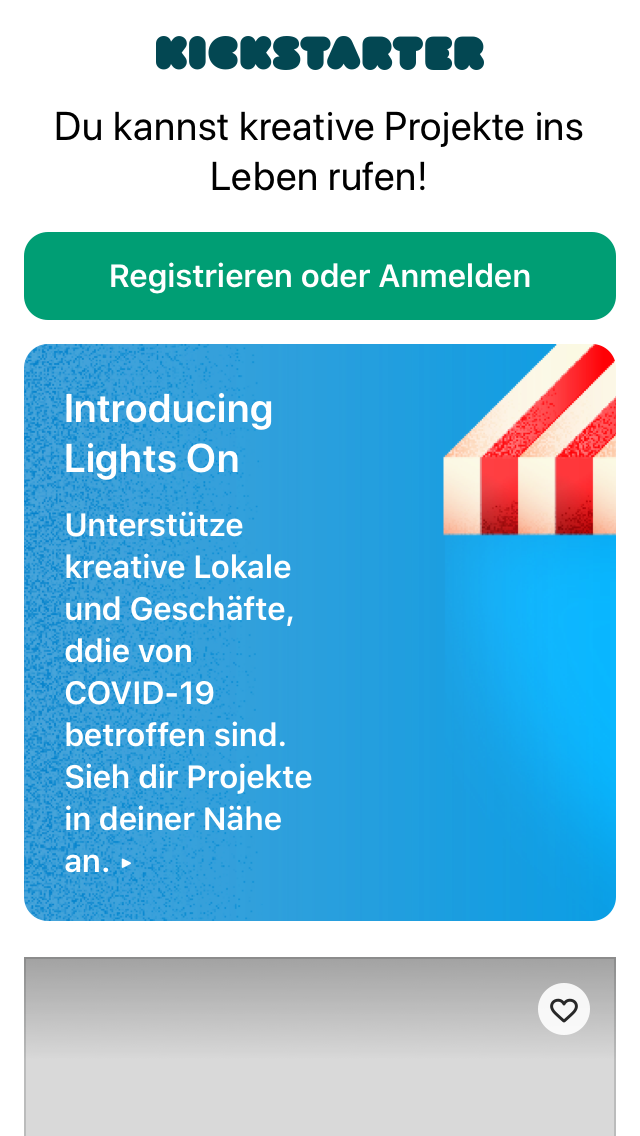 KICKSTARTER
Du kannst kreative Projekte ins
Leben rufen!
Registrieren oder Anmelden
Introducing
Lights On
Unterstütze
kreative Lokale
und Geschäfte,
ddie von
COVID-19
betroffen sind.
Sieh dir Projekte
in deiner Nähe
an. ▸